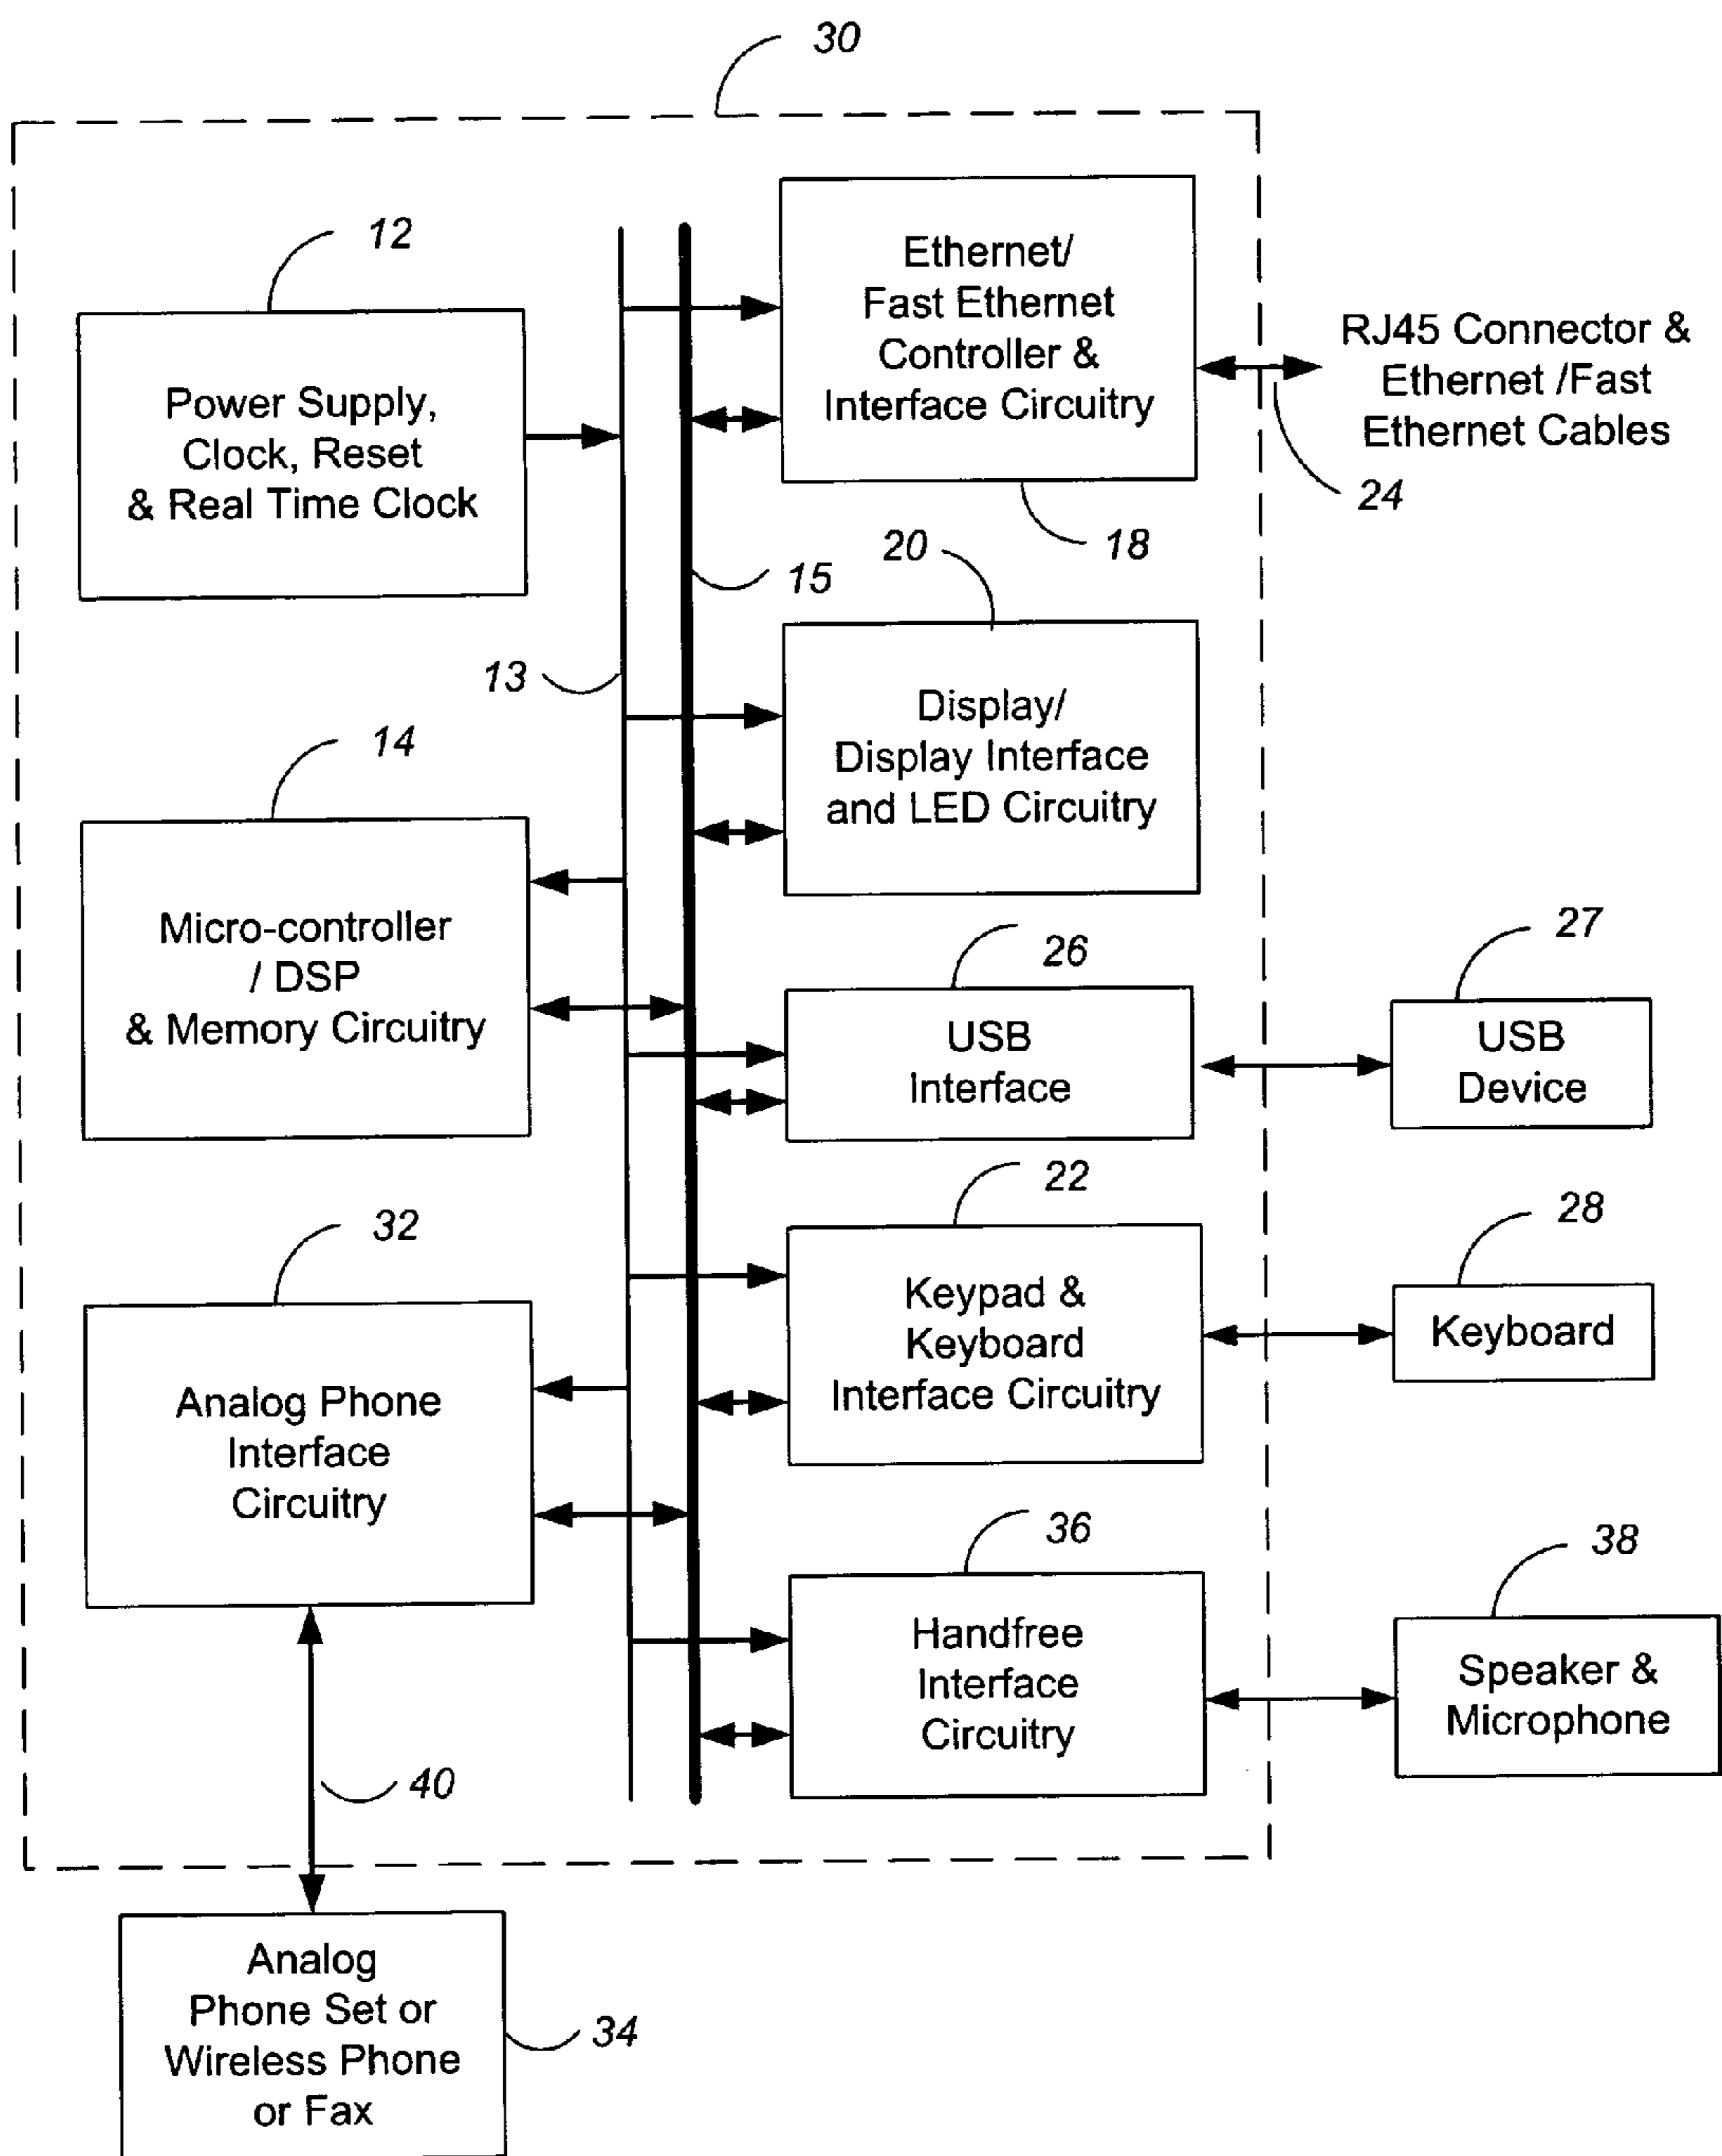 30
12
Power Supply,
Clock, Reset
& Real Time Clock
Ethernet/
Fast Ethernet
Controller &
Interface Circuitry
18
RJ45 Connector &
Ethernet /Fast
Ethernet Cables
24
15
13
20
Display/
Display Interface
and LED Circuitry
14
Micro-controller
/ DSP
& Memory Circuitry
26
USB
Interface
27
USB
Device
22
Keypad &
Keyboard
Interface Circuitry
28
Keyboard
32
Analog Phone
Interface
Circuitry
36
Handfree
Interface
Circuitry
38
Speaker &
Microphone
40
Analog
Phone Set or
Wireless Phone
or Fax
34